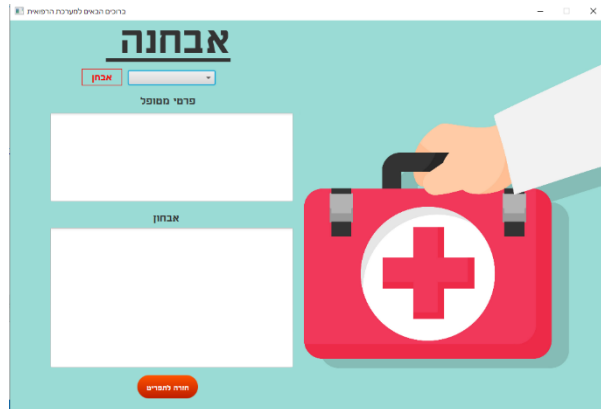 ברוכים הבאים למערכת הרפואית
אבחנה
אבחן
פרטי מטופל
אבחון
חזרה לתפריט